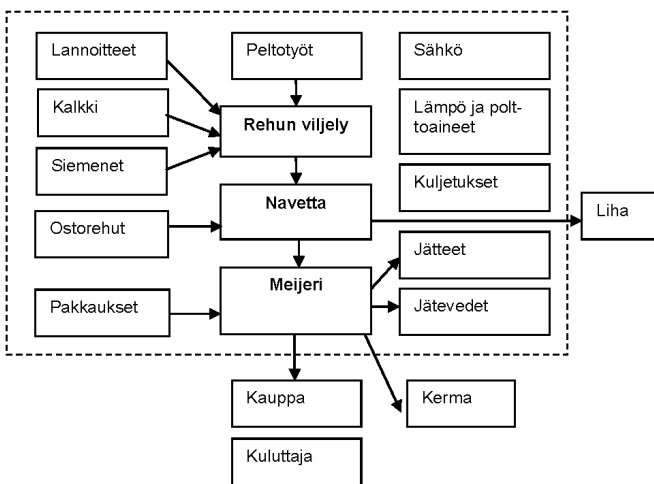 Lannoitteet
Peltotyöt
Sähkö
Kalkki
Rehun viljely
Lämpö ja polt-
toaineet
Siemenet
Navetta
Kuljetukset
Liha
Ostorehut
Meijeri
Jätteet
Pakkaukset
Jätevedet
Kauppa
Kerma
Kuluttaja